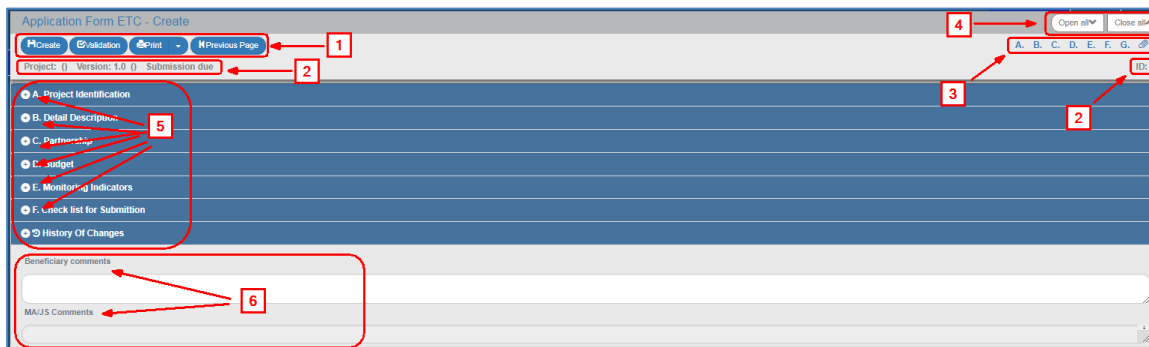 Application Form ETC - Create
4
Open all
Close all
Create
Validation
Print
Previous Page
1
A. B. C. D. E. F. G.
Project: () Version: 1.0 () Submission due
2
3
ID:
2
A. Project Identification
B. Detail Description
5
C. Partnership
D. Budget
E. Monitoring Indicators
F. Check list for Submittion
History Of Changes
Beneficiary comments
6
MA/JS Comments